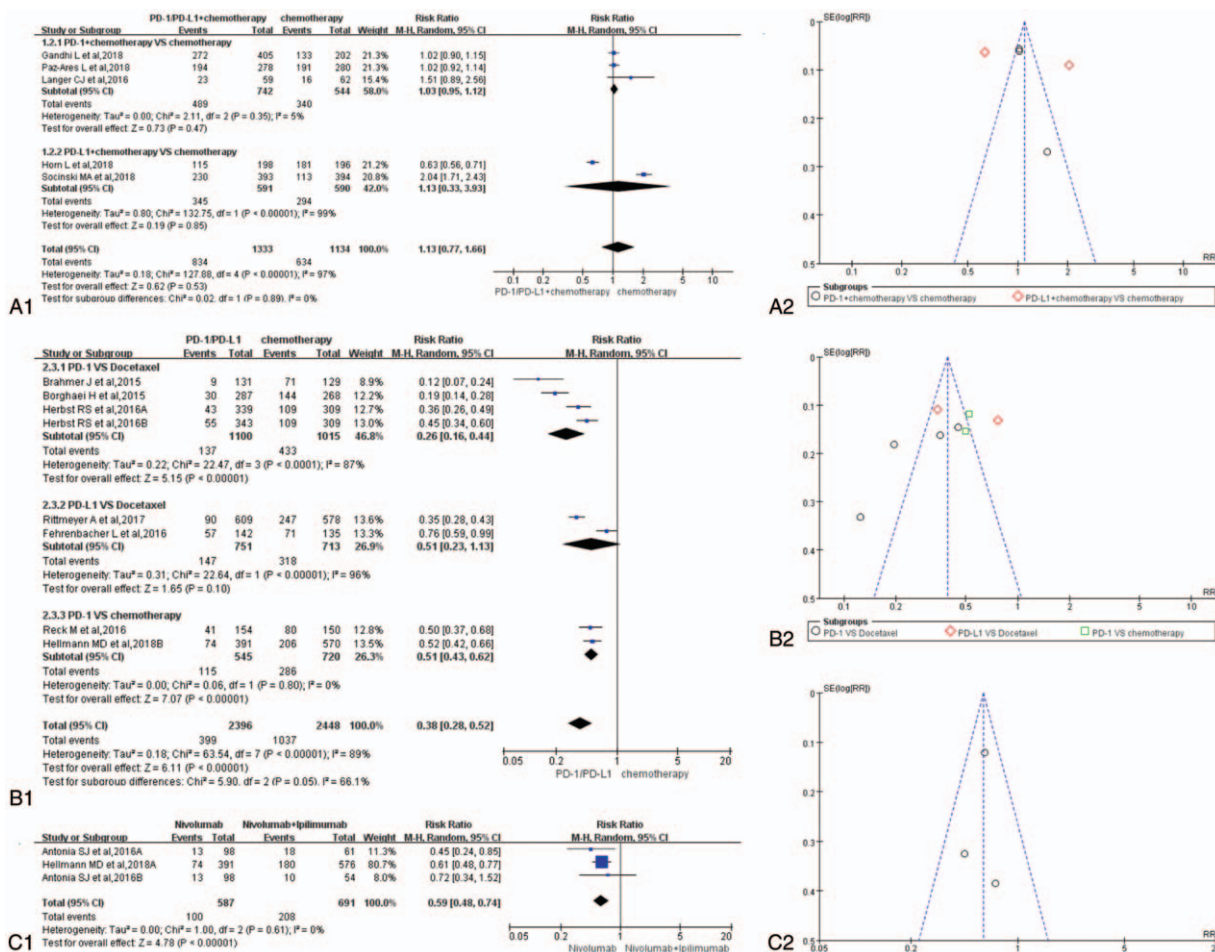 PD-1/PD-L1+chemotherapy chemotherapy Risk Ratio Risk Ratio
Study or Subgroup Events Total Events Total Weight M-H, Random, 95% CI M-H, Random, 95% CI
1.2.1 PD-1+chemotherapy VS chemotherapy
Gandhi L et al,2018 272 405 133 202 21.3% 1.02 [0.90, 1.15]
Paz-Ares L et al,2018 194 278 191 280 21.3% 1.02 [0.92, 1.14]
Langer CJ et al,2016 23 59 16 62 15.4% 1.51 [0.89, 2.56]
Subtotal (95% CI) 742 544 58.0% 1.03 [0.95, 1.12]
Total events 489 340
Heterogeneity: Tau² = 0.00; Chi² = 2.11, df = 2 (P = 0.35); I² = 5%
Test for overall effect: Z = 0.73 (P = 0.47)
1.2.2 PD-L1+chemotherapy VS chemotherapy
Horn L et al,2018 115 198 181 196 21.2% 0.63 [0.56, 0.71]
Socinski MA et al,2018 230 393 113 394 20.8% 2.04 [1.71, 2.43]
Subtotal (95% CI) 591 590 42.0% 1.13 [0.33, 3.93]
Total events 345 294
Heterogeneity: Tau² = 0.80; Chi² = 132.75, df = 1 (P < 0.00001); I² = 99%
Test for overall effect: Z = 0.19 (P = 0.85)
Total (95% CI) 1333 1134 100.0% 1.13 [0.77, 1.66]
Total events 834 634
Heterogeneity: Tau² = 0.18; Chi² = 127.88, df = 4 (P < 0.00001); I² = 97%
Test for overall effect: Z = 0.62 (P = 0.53)
Test for subgroup differences: Chi² = 0.02, df = 1 (P = 0.89), I² = 0%
0.1 0.2 0.5 1 2 5 10
PD-1/PD-L1+chemotherapy chemotherapy
A1
SE(log[RR])
0
0.1
0.2
0.3
0.4
0.5
0.1 0.5 1 2 10
RR
Subgroups
PD-1+chemotherapy VS chemotherapy PD-L1+chemotherapy VS chemotherapy
A2
PD-1/PD-L1 chemotherapy Risk Ratio Risk Ratio
Study or Subgroup Events Total Events Total Weight M-H, Random, 95% CI M-H, Random, 95% CI
2.3.1 PD-1 VS Docetaxel
Brahmer J et al,2015 9 131 71 129 8.9% 0.12 [0.07, 0.24]
Borghaei H et al,2015 30 287 144 268 12.2% 0.19 [0.14, 0.28]
Herbst RS et al,2016A 43 339 109 309 12.7% 0.36 [0.26, 0.49]
Herbst RS et al,2016B 55 343 109 309 13.0% 0.45 [0.34, 0.60]
Subtotal (95% CI) 1100 1015 46.8% 0.26 [0.16, 0.44]
Total events 137 433
Heterogeneity: Tau² = 0.22; Chi² = 22.47, df = 3 (P < 0.0001); I² = 87%
Test for overall effect: Z = 5.15 (P < 0.00001)
2.3.2 PD-L1 VS Docetaxel
Rittmeyer A et al,2017 90 609 247 578 13.6% 0.35 [0.28, 0.43]
Fehrenbacher L et al,2016 57 142 71 135 13.3% 0.76 [0.59, 0.99]
Subtotal (95% CI) 751 713 26.9% 0.51 [0.23, 1.13]
Total events 147 318
Heterogeneity: Tau² = 0.31; Chi² = 22.64, df = 1 (P < 0.00001); I² = 96%
Test for overall effect: Z = 1.65 (P = 0.10)
2.3.3 PD-1 VS chemotherapy
Reck M et al,2016 41 154 80 150 12.8% 0.50 [0.37, 0.68]
Hellmann MD et al,2018B 74 391 206 570 13.5% 0.52 [0.42, 0.66]
Subtotal (95% CI) 545 720 26.3% 0.51 [0.43, 0.62]
Total events 115 286
Heterogeneity: Tau² = 0.00; Chi² = 0.06, df = 1 (P = 0.80); I² = 0%
Test for overall effect: Z = 7.07 (P < 0.00001)
Total (95% CI) 2396 2448 100.0% 0.38 [0.28, 0.52]
Total events 399 1037
Heterogeneity: Tau² = 0.18; Chi² = 63.54, df = 7 (P < 0.00001); I² = 89%
Test for overall effect: Z = 6.11 (P < 0.00001)
Test for subgroup differences: Chi² = 5.90, df = 2 (P = 0.05), I² = 66.1%
0.05 0.2 1 5 20
PD-1/PD-L1 chemotherapy
B1
SE(log[RR])
0
0.1
0.2
0.3
0.4
0.5
0.1 0.5 1 2 10
RR
Subgroups
PD-1 VS Docetaxel PD-L1 VS Docetaxel PD-1 VS chemotherapy
B2
Nivolumab Nivolumab+Ipilimumab Risk Ratio Risk Ratio
Study or Subgroup Events Total Events Total Weight M-H, Random, 95% CI M-H, Random, 95% CI
Antonia SJ et al,2016A 13 98 18 61 11.3% 0.45 [0.24, 0.85]
Hellmann MD et al,2018A 74 391 180 576 80.7% 0.61 [0.48, 0.77]
Antonia SJ et al,2016B 13 98 10 54 8.0% 0.72 [0.34, 1.52]
Total (95% CI) 587 691 100.0% 0.59 [0.48, 0.74]
Total events 100 208
Heterogeneity: Tau² = 0.00; Chi² = 1.00, df = 2 (P = 0.61); I² = 0%
Test for overall effect: Z = 4.78 (P < 0.00001)
0.05 0.2 1 5 20
Nivolumab Nivolumab+Ipilimumab
C1
SE(log[RR])
0
0.1
0.2
0.3
0.4
0.5
0.05 0.2 1 5 20
RR
C2